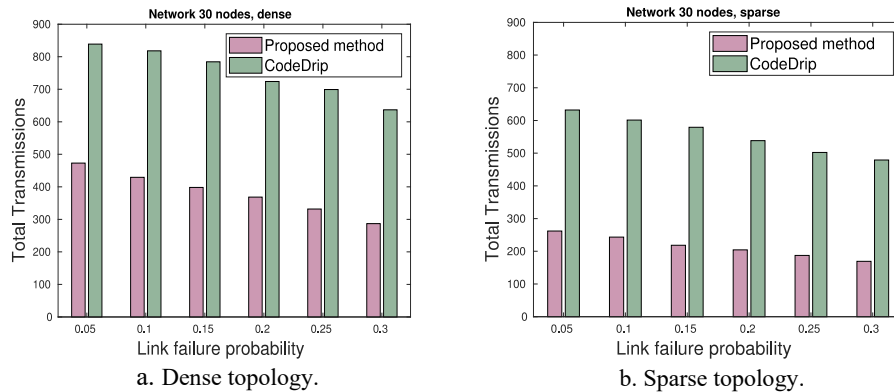 Network 30 nodes, dense
900
800
700
600
500
400
300
200
100
0
Total Transmissions
Proposed method
CodeDrip
0.05 0.1 0.15 0.2 0.25 0.3
Link failure probability
a. Dense topology.
Network 30 nodes, sparse
900
800
700
600
500
400
300
200
100
0
Total Transmissions
Proposed method
CodeDrip
0.05 0.1 0.15 0.2 0.25 0.3
Link failure probability
b. Sparse topology.